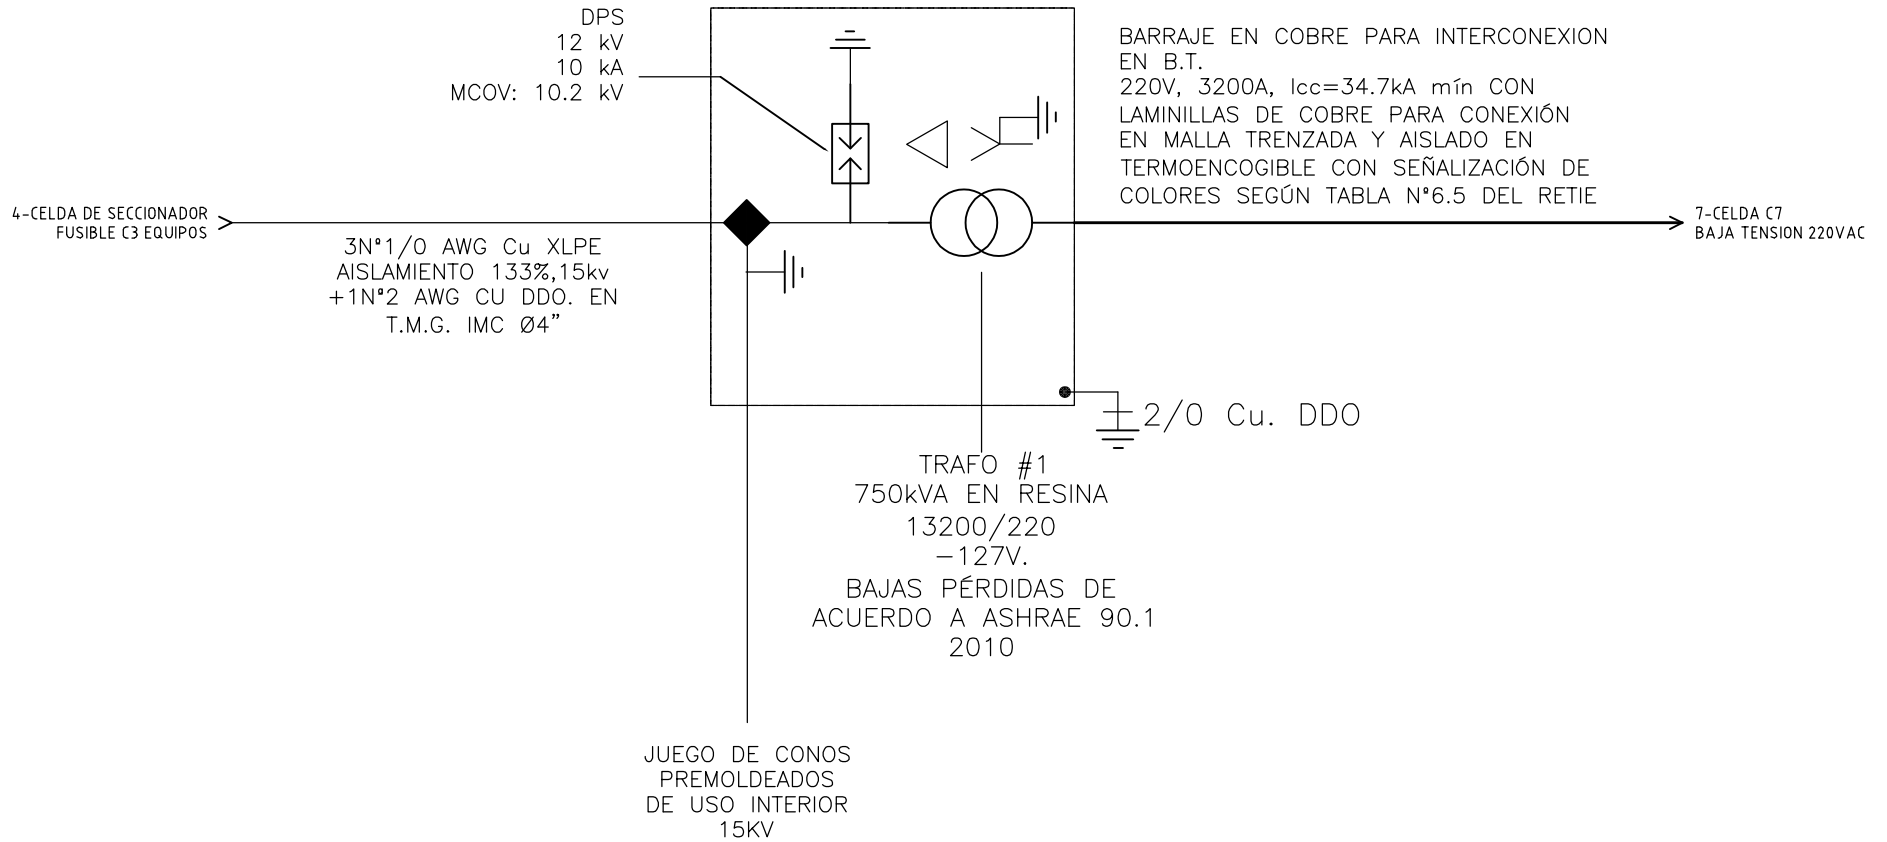 DPS
12 kV
10 kA
MCOV: 10.2 kV
BARRAJE EN COBRE PARA INTERCONEXION
EN B.T.
220V, 3200A, Icc=34.7kA mín CON
LAMINILLAS DE COBRE PARA CONEXIÓN
EN MALLA TRENZADA Y AISLADO EN
TERMOENCOGIBLE CON SEÑALIZACIÓN DE
COLORES SEGÚN TABLA N°6.5 DEL RETIE
4-CELDA DE SECCIONADOR
FUSIBLE C3 EQUIPOS
7-CELDA C7
BAJA TENSION 220VAC
3N°1/0 AWG Cu XLPE
AISLAMIENTO 133%,15kv
+1N°2 AWG CU DDO. EN
T.M.G. IMC Ø4”
2/0 Cu. DDO
TRAFO #1
750kVA EN RESINA
13200/220
-127V.
BAJAS PÉRDIDAS DE
ACUERDO A ASHRAE 90.1
2010
JUEGO DE CONOS
PREMOLDEADOS
DE USO INTERIOR
15KV